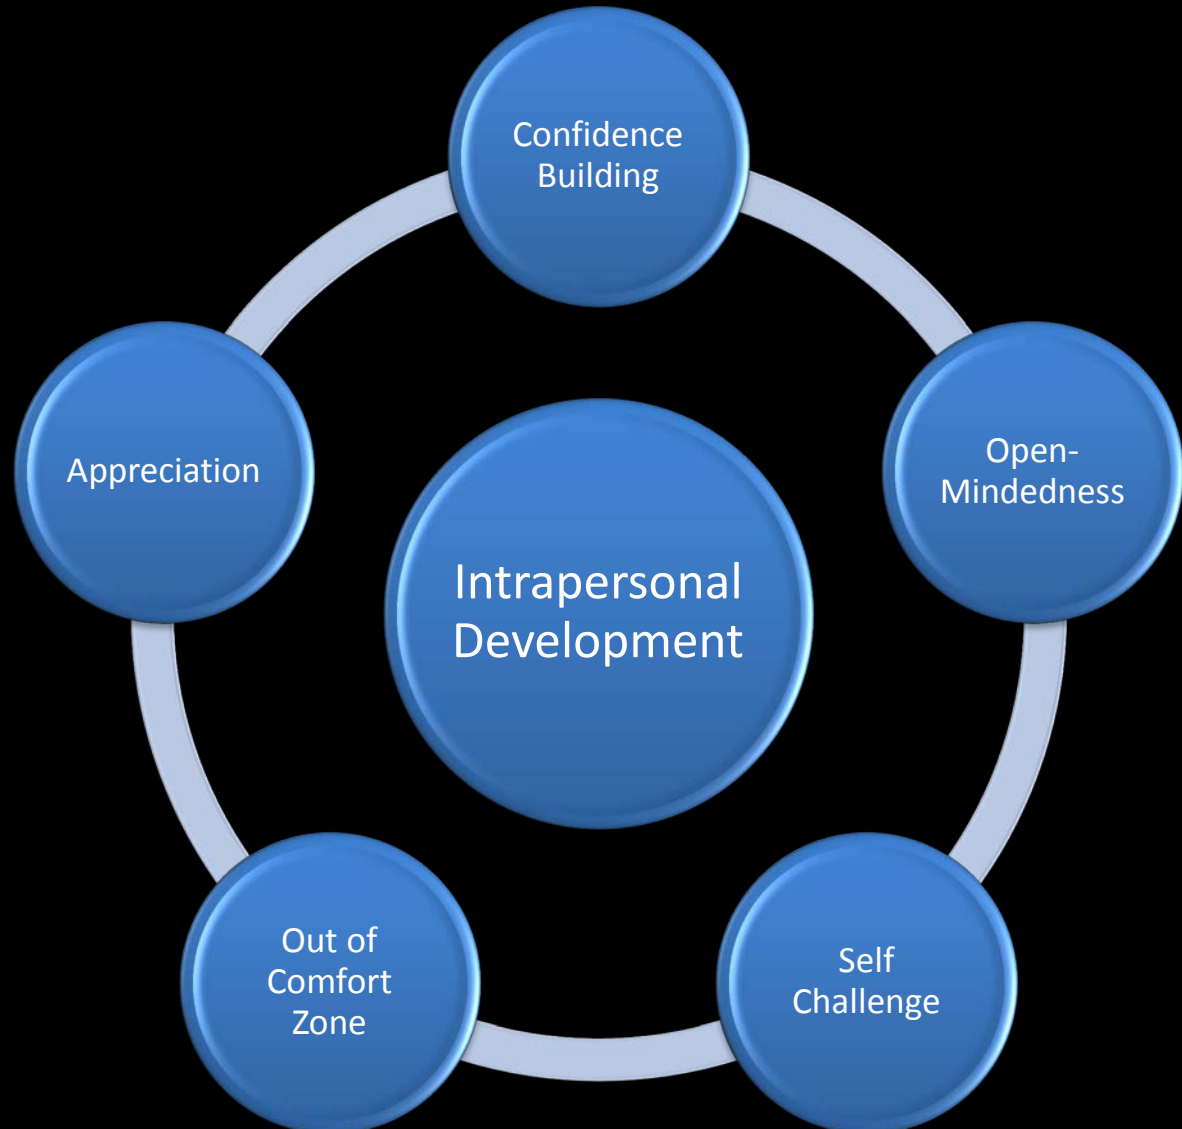 Confidence
Building
Open-
Mindedness
Self
Challenge
Out of
Comfort
Zone
Appreciation
Intrapersonal
Development